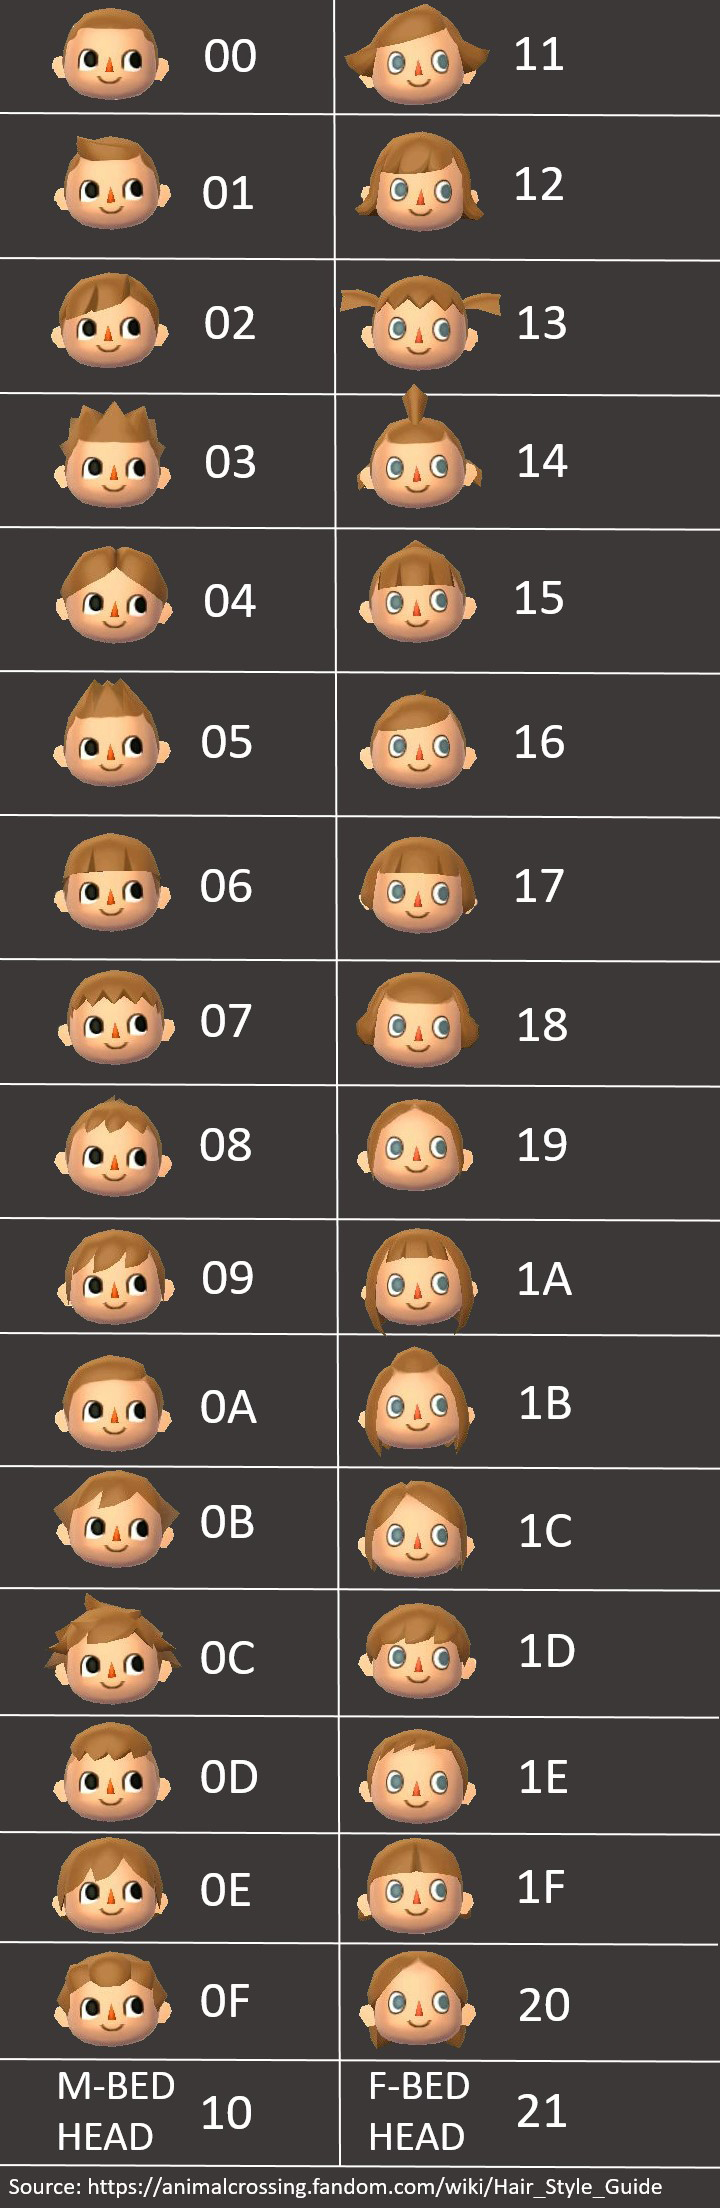 00 11
01 12
02 13
03 14
04 15
05 16
06 17
07 18
08 19
09 1A
0A 1B
0B 1C
0C 1D
0D 1E
0E 1F
0F 20
M-BED
HEAD
10
F-BED
HEAD
21
Source: https://animalcrossing.fandom.com/wiki/Hair_Style_Guide